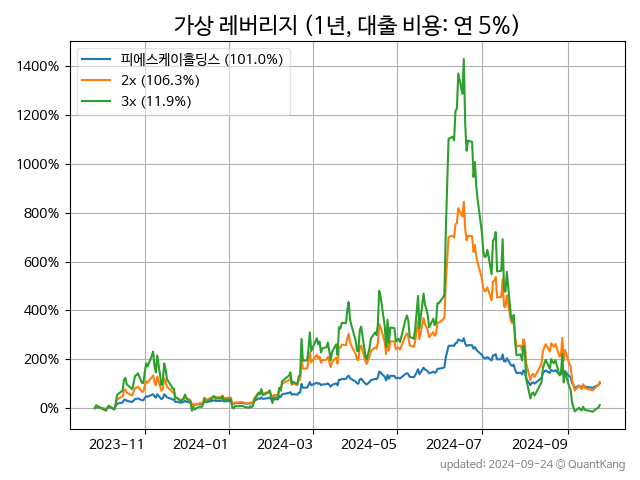 가상 레버리지 (1년, 대출 비용: 연 5%)
피에스케이홀딩스 (101.0%)
2x (106.3%)
3x (11.9%)
1400%
1200%
1000%
800%
600%
400%
200%
0%
2023-11
2024-01
2024-03
2024-05
2024-07
2024-09
updated: 2024-09-24 © QuantKang